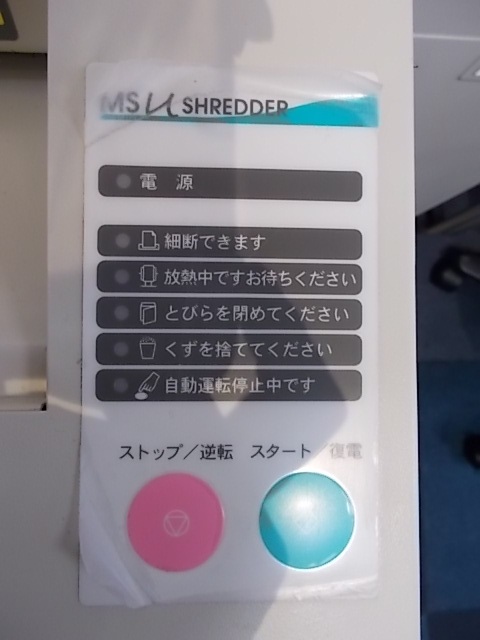 MS μ SHREDDER
電 源
細断できます
放熱中ですお待ちください
とびらを閉めてください
くずを捨ててください
自動運転停止中です
ストップ/逆転 スタート/復電